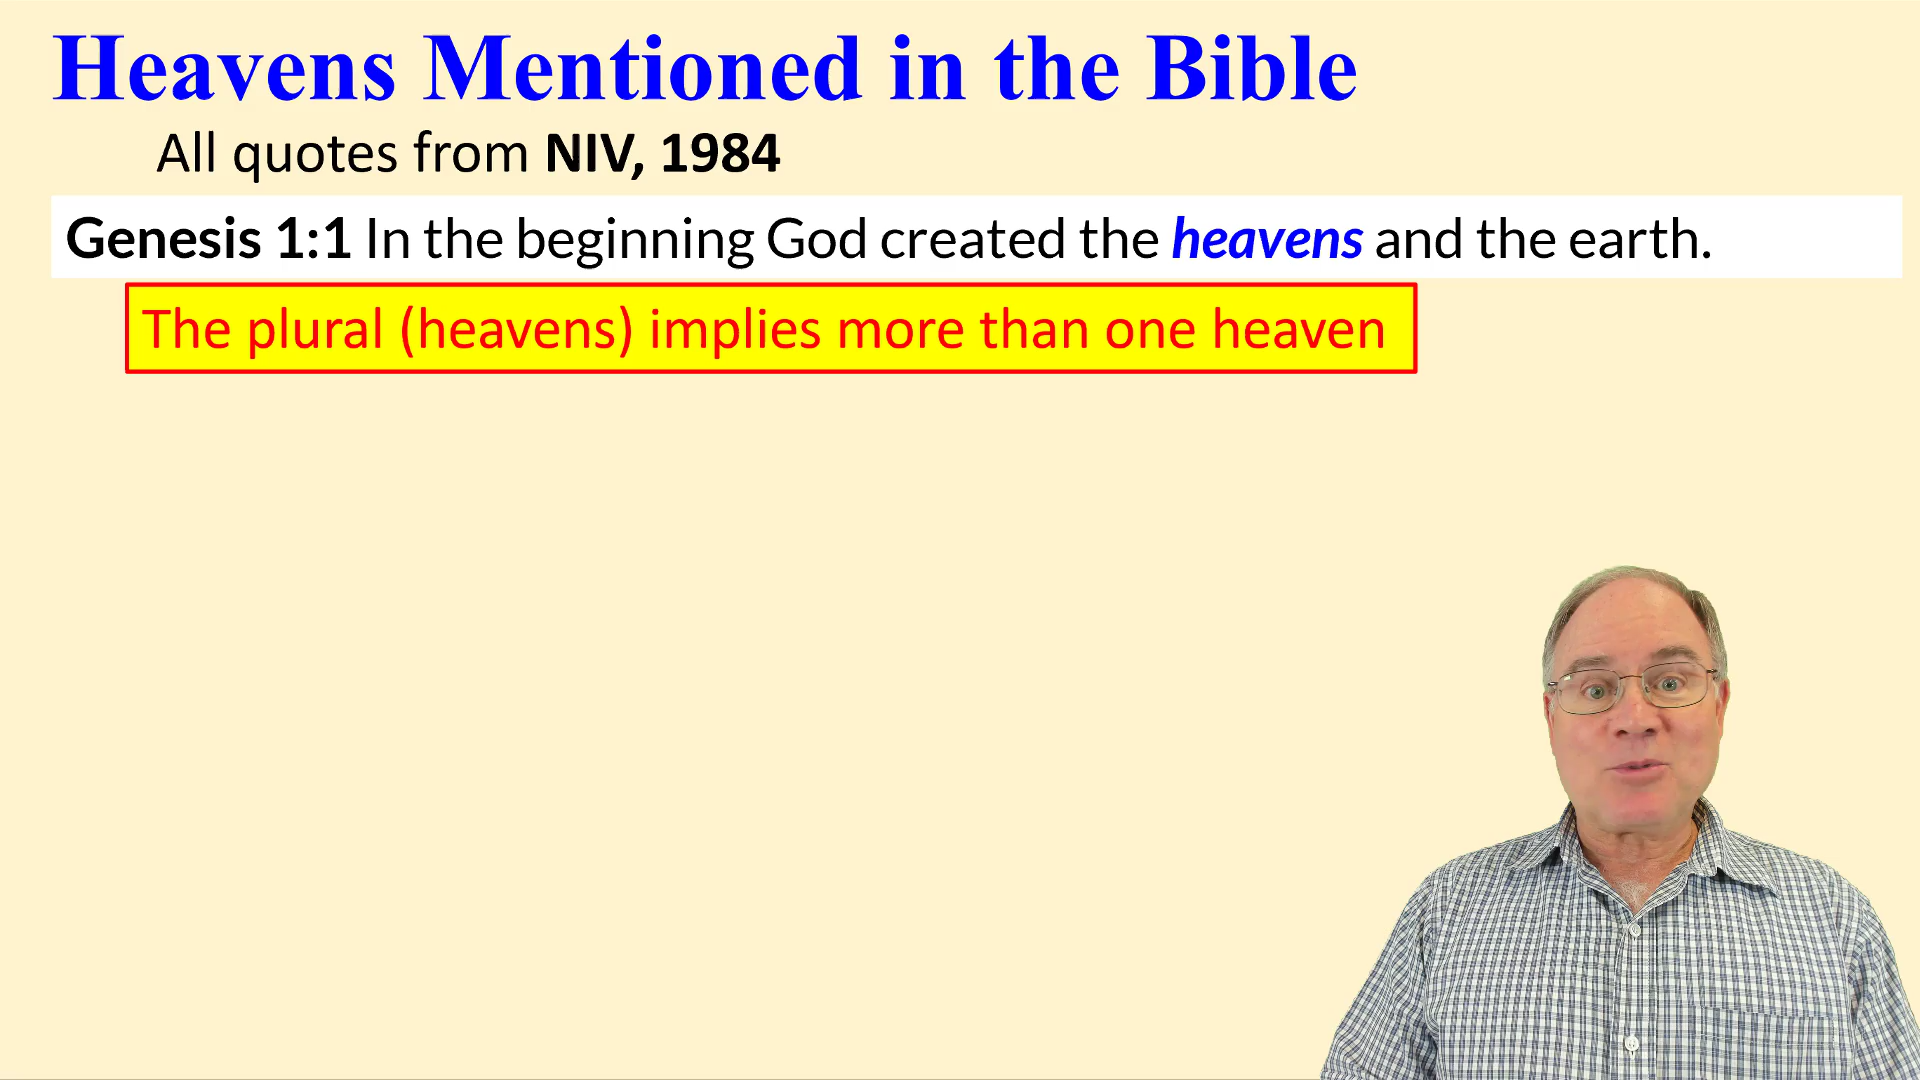 Heavens Mentioned in the Bible
All quotes from NIV, 1984
Genesis 1:1 In the beginning God created the heavens and the earth.
The plural (heavens) implies more than one heaven